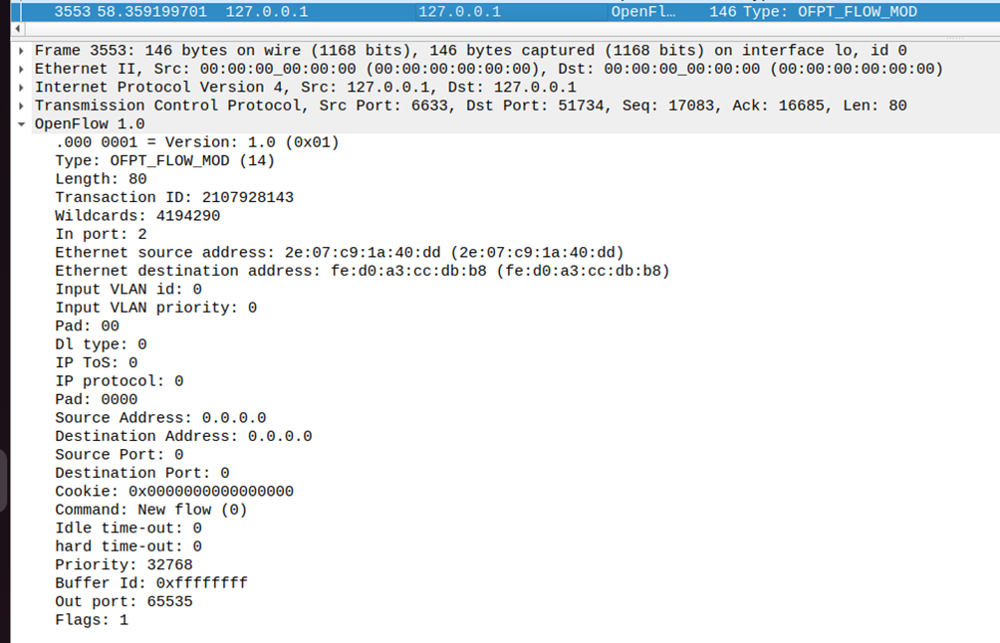 3553 58.359199701 127.0.0.1 127.0.0.1 OpenFl… 146 Type: OFPT_FLOW_MOD
Frame 3553: 146 bytes on wire (1168 bits), 146 bytes captured (1168 bits) on interface lo, id 0
Ethernet II, Src: 00:00:00_00:00:00 (00:00:00:00:00:00), Dst: 00:00:00_00:00:00 (00:00:00:00:00:00)
Internet Protocol Version 4, Src: 127.0.0.1, Dst: 127.0.0.1
Transmission Control Protocol, Src Port: 6633, Dst Port: 51734, Seq: 17083, Ack: 16685, Len: 80
OpenFlow 1.0
.000 0001 = Version: 1.0 (0x01)
Type: OFPT_FLOW_MOD (14)
Length: 80
Transaction ID: 2107928143
Wildcards: 4194290
In port: 2
Ethernet source address: 2e:07:c9:1a:40:dd (2e:07:c9:1a:40:dd)
Ethernet destination address: fe:d0:a3:cc:db:b8 (fe:d0:a3:cc:db:b8)
Input VLAN id: 0
Input VLAN priority: 0
Pad: 00
Dl type: 0
IP ToS: 0
IP protocol: 0
Pad: 0000
Source Address: 0.0.0.0
Destination Address: 0.0.0.0
Source Port: 0
Destination Port: 0
Cookie: 0x0000000000000000
Command: New flow (0)
Idle time-out: 0
hard time-out: 0
Priority: 32768
Buffer Id: 0xffffffff
Out port: 65535
Flags: 1